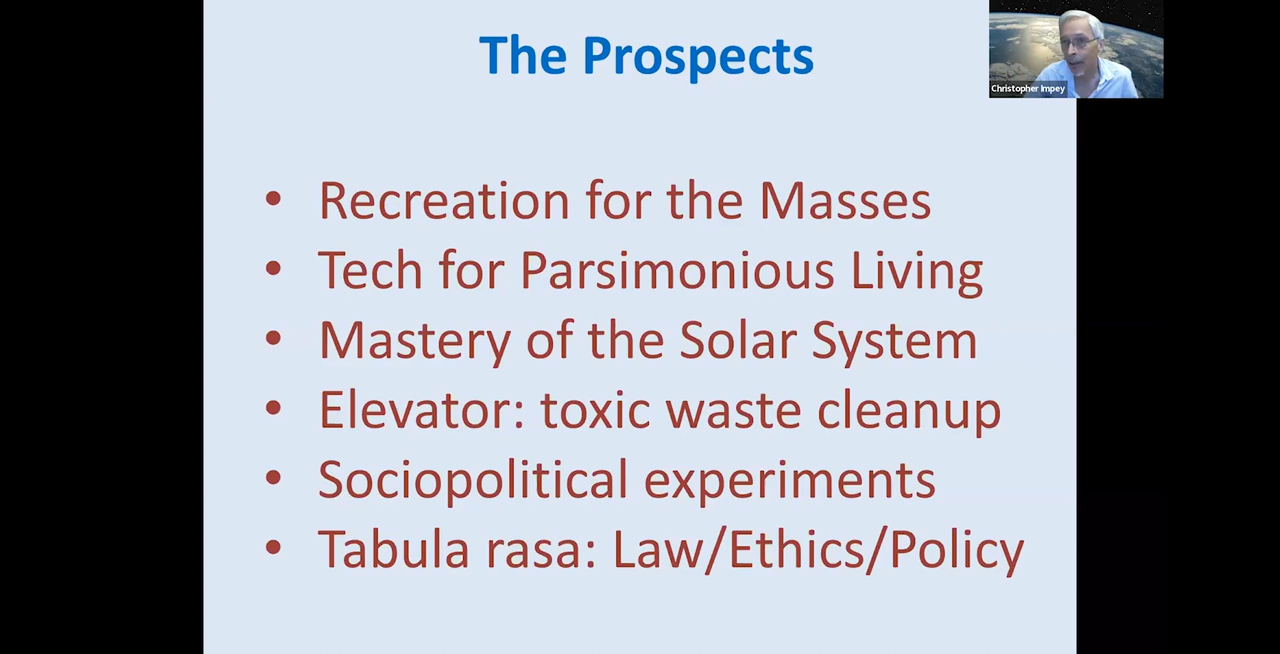 The Prospects
Christopher Impey
• Recreation for the Masses
• Tech for Parsimonious Living
• Mastery of the Solar System
• Elevator: toxic waste cleanup
• Sociopolitical experiments
• Tabula rasa: Law/Ethics/Policy